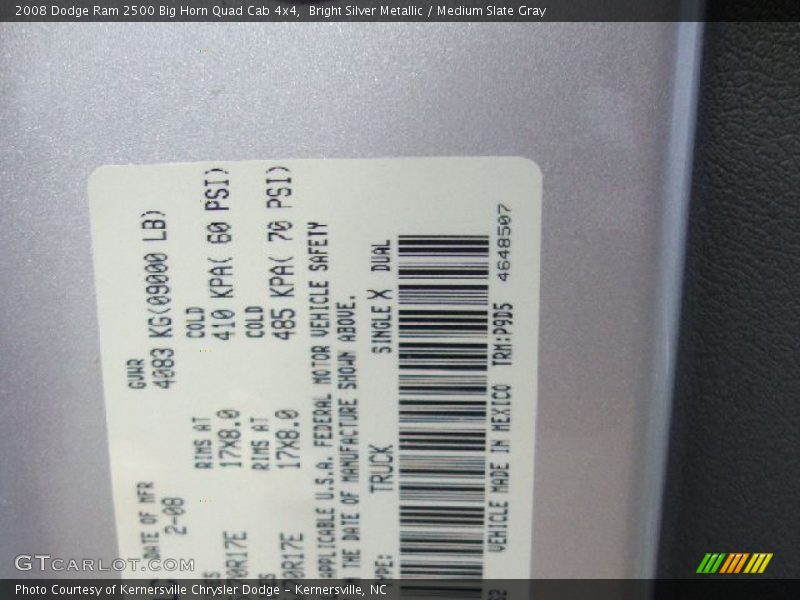 2008 Dodge Ram 2500 Big Horn Quad Cab 4x4, Bright Silver Metallic / Medium Slate Gray
DATE OF MFR GVWR
2-08 4083 KG(09000 LB)
RIMS AT COLD
20R17E 17X8.0 410 KPA( 60 PSI)
RIMS AT COLD
17X8.0 485 KPA( 70 PSI)
APPLICABLE U.S.A. FEDERAL MOTOR VEHICLE SAFETY
THE DATE OF MANUFACTURE SHOWN ABOVE.
TRUCK SINGLE X DUAL
VEHICLE MADE IN MEXICO TRM:P9D5 4648507
GTCARLOT.COM
Photo Courtesy of Kernersville Chrysler Dodge - Kernersville, NC